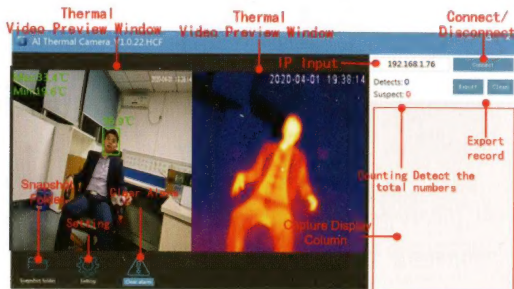 Thermal
Video Preview Window
Thermal
Video Preview Window
Connect/
Disconnect
AI Thermal Camera V1.0.22 HCF
IP Input
192.168.1.76
Connect
2020-04-01 19:38:14
Detects: 0
Suspect: 0
Export
Clean
Export
record
Counting Detect the
total numbers
Snapshot
Folder
Setting
Clear Alarm
Capture Display
Column
Snapshot folder
Setting
Clear alarm